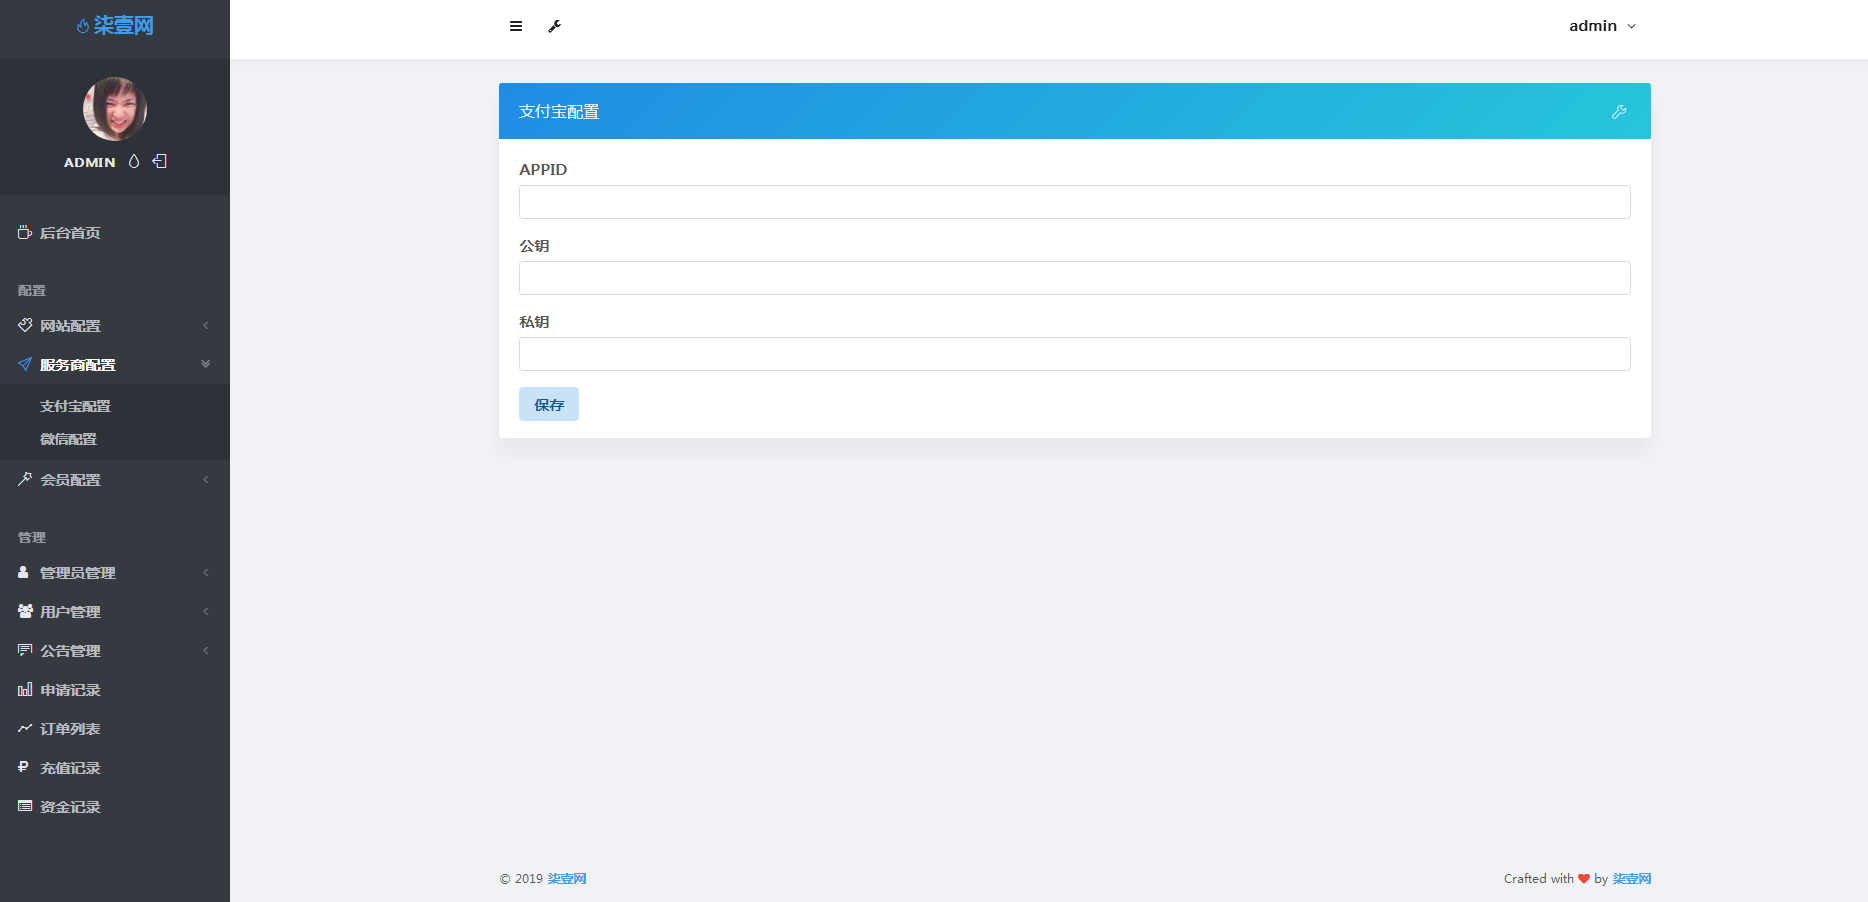 柒壹网
ADMIN
后台首页
配置
网站配置
服务商配置
支付宝配置
微信配置
会员配置
管理
管理员管理
用户管理
公告管理
申请记录
订单列表
充值记录
资金记录
admin
支付宝配置
APPID
公钥
私钥
保存
© 2019 柒壹网
Crafted with ❤ by 柒壹网